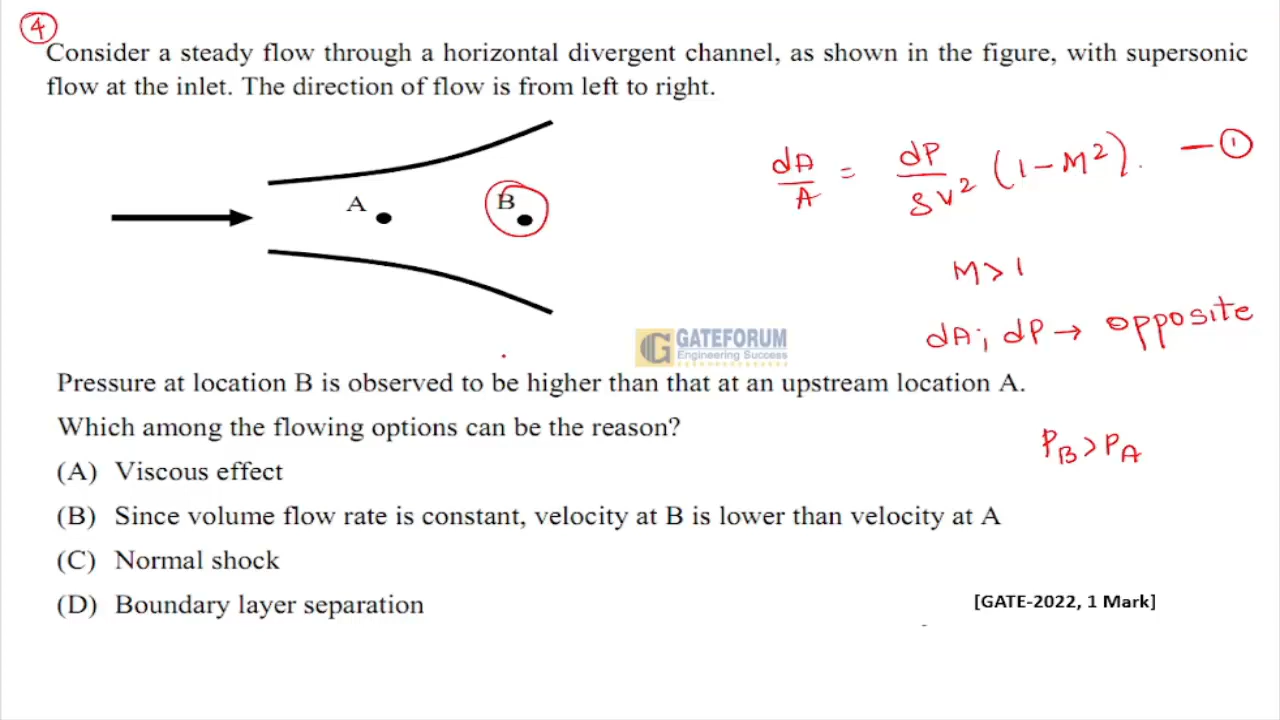 4
Consider a steady flow through a horizontal divergent channel, as shown in the figure, with supersonic
flow at the inlet. The direction of flow is from left to right.
dA/A = dP/ρV² (1 - M²). — 1
A
B
M > 1
dA; dP → opposite
GATEFORUM
Engineering Success
Pressure at location B is observed to be higher than that at an upstream location A.
Which among the flowing options can be the reason?
P_B > P_A
(A) Viscous effect
(B) Since volume flow rate is constant, velocity at B is lower than velocity at A
(C) Normal shock
(D) Boundary layer separation
[GATE-2022, 1 Mark]